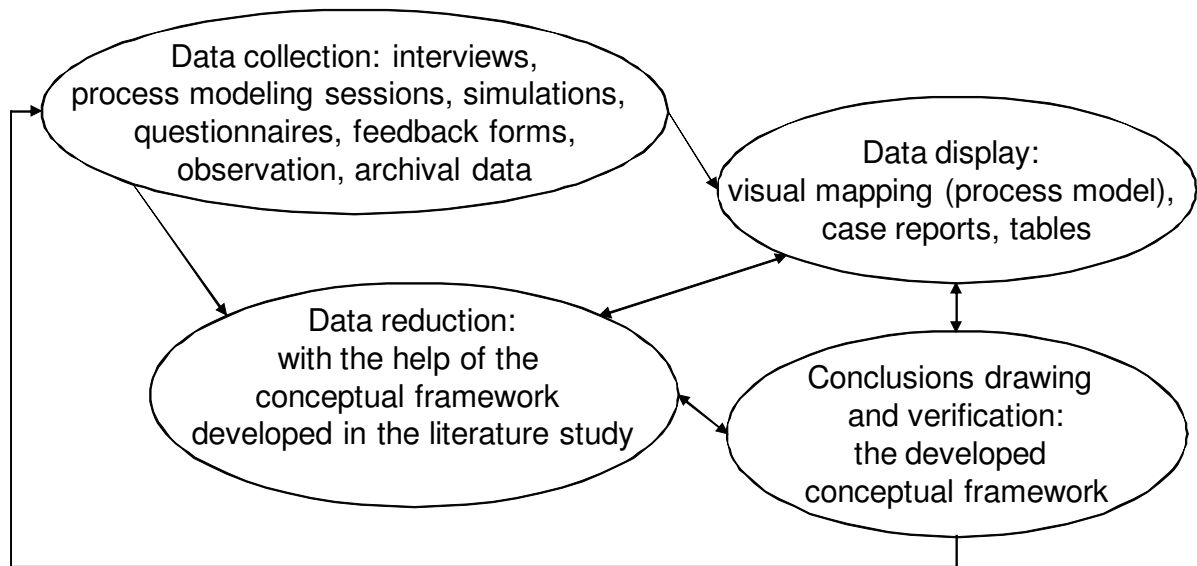 Data collection: interviews,
process modeling sessions, simulations,
questionnaires, feedback forms,
observation, archival data
Data display:
visual mapping (process model),
case reports, tables
Data reduction:
with the help of the
conceptual framework
developed in the literature study
Conclusions drawing
and verification:
the developed
conceptual framework